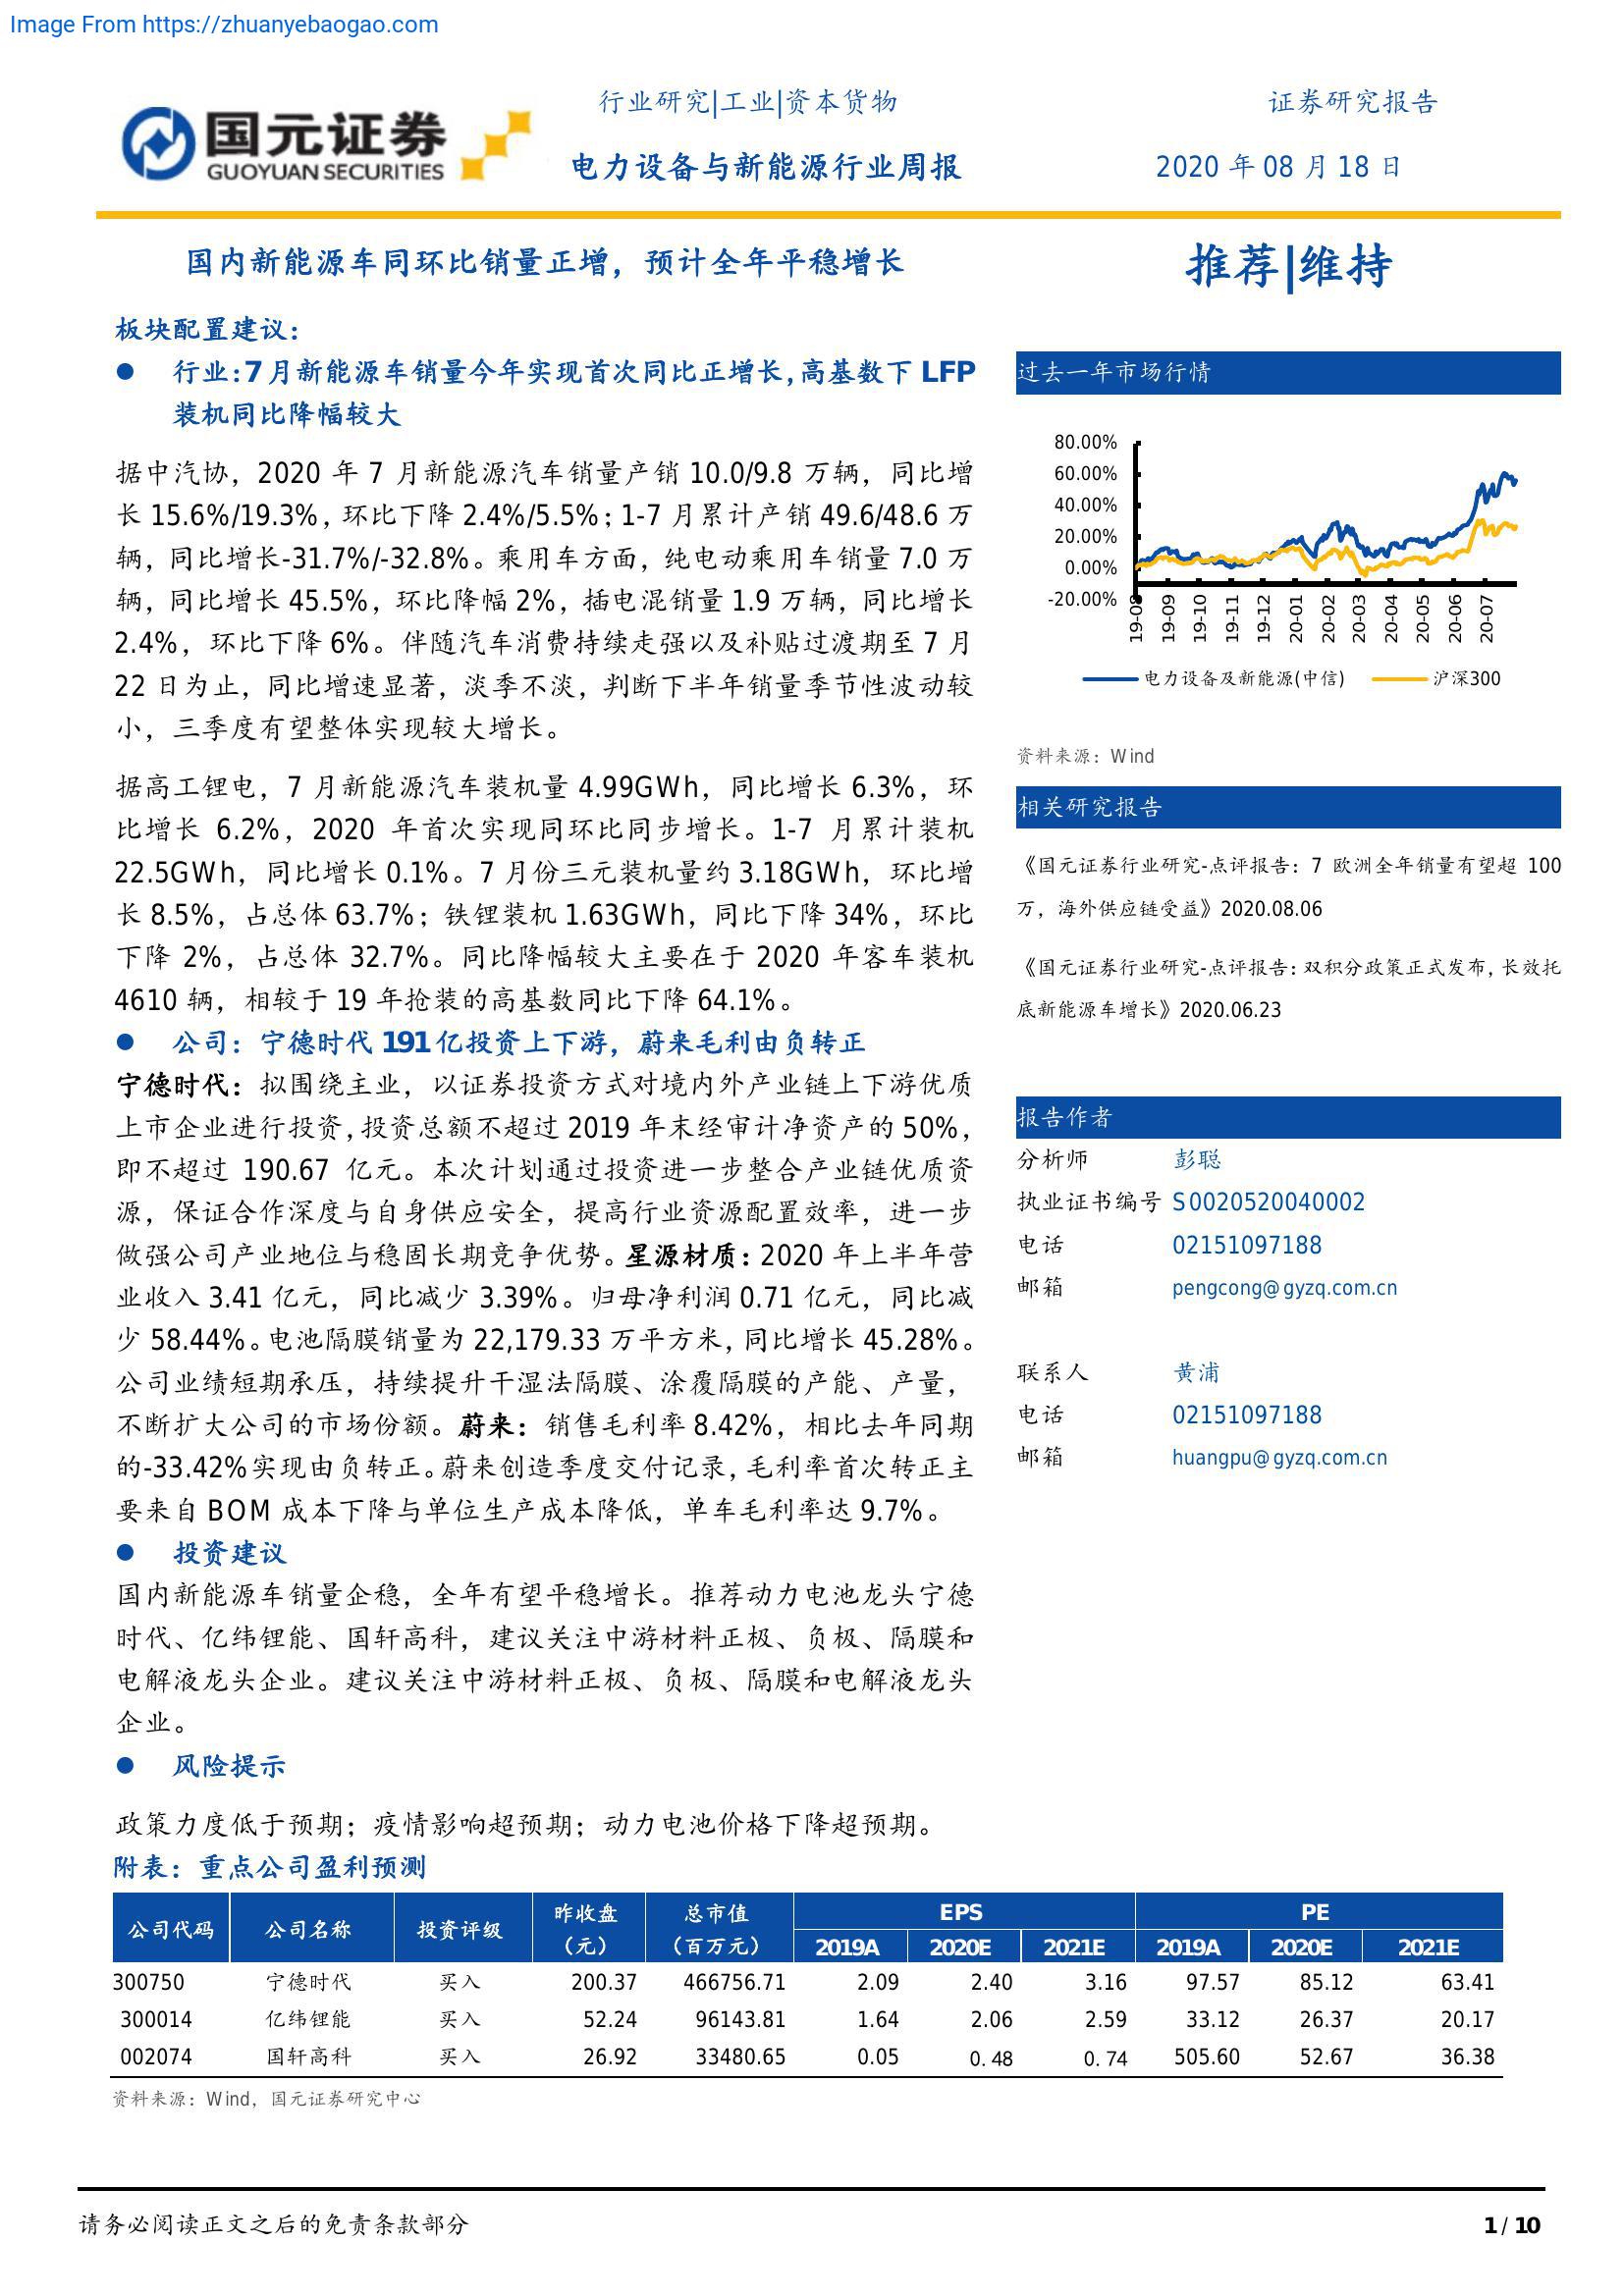 Image From https://zhuanyebaogao.com
国元证券
GUOYUAN SECURITIES
行业研究|工业|资本货物
证券研究报告
电力设备与新能源行业周报
2020 年 08 月 18 日
国内新能源车同环比销量正增，预计全年平稳增长
推荐|维持
板块配置建议：
● 行业：7 月新能源车销量今年实现首次同比正增长，高基数下 LFP
装机同比降幅较大
据中汽协，2020 年 7 月新能源汽车销量产销 10.0/9.8 万辆，同比增
长 15.6%/19.3%，环比下降 2.4%/5.5%；1-7 月累计产销 49.6/48.6 万
辆，同比增长-31.7%/-32.8%。乘用车方面，纯电动乘用车销量 7.0 万
辆，同比增长 45.5%，环比降幅 2%，插电混销量 1.9 万辆，同比增长
2.4%，环比下降 6%。伴随汽车消费持续走强以及补贴过渡期至 7 月
22 日为止，同比增速显著，淡季不淡，判断下半年销量季节性波动较
小，三季度有望整体实现较大增长。
据高工锂电，7 月新能源汽车装机量 4.99GWh，同比增长 6.3%，环
比增长 6.2%，2020 年首次实现同环比同步增长。1-7 月累计装机
22.5GWh，同比增长 0.1%。7 月份三元装机量约 3.18GWh，环比增
长 8.5%，占总体 63.7%；铁锂装机 1.63GWh，同比下降 34%，环比
下降 2%，占总体 32.7%。同比降幅较大主要在于 2020 年客车装机
4610 辆，相较于 19 年抢装的高基数同比下降 64.1%。
● 公司：宁德时代 191 亿投资上下游，蔚来毛利由负转正
宁德时代：拟围绕主业，以证券投资方式对境内外产业链上下游优质
上市企业进行投资，投资总额不超过 2019 年末经审计净资产的 50%，
即不超过 190.67 亿元。本次计划通过投资进一步整合产业链优质资
源，保证合作深度与自身供应安全，提高行业资源配置效率，进一步
做强公司产业地位与稳固长期竞争优势。星源材质：2020 年上半年营
业收入 3.41 亿元，同比减少 3.39%。归母净利润 0.71 亿元，同比减
少 58.44%。电池隔膜销量为 22,179.33 万平方米，同比增长 45.28%。
公司业绩短期承压，持续提升干湿法隔膜、涂覆隔膜的产能、产量，
不断扩大公司的市场份额。蔚来：销售毛利率 8.42%，相比去年同期
的-33.42%实现由负转正。蔚来创造季度交付记录，毛利率首次转正主
要来自 BOM 成本下降与单位生产成本降低，单车毛利率达 9.7%。
● 投资建议
国内新能源车销量企稳，全年有望平稳增长。推荐动力电池龙头宁德
时代、亿纬锂能、国轩高科，建议关注中游材料正极、负极、隔膜和
电解液龙头企业。建议关注中游材料正极、负极、隔膜和电解液龙头
企业。
● 风险提示
政策力度低于预期；疫情影响超预期；动力电池价格下降超预期。
过去一年市场行情
80.00%
60.00%
40.00%
20.00%
0.00%
-20.00%
19-08 19-09 19-10 19-11 19-12 20-01 20-02 20-03 20-04 20-05 20-06 20-07
电力设备及新能源(中信) 沪深300
资料来源：Wind
相关研究报告
《国元证券行业研究-点评报告：7 欧洲全年销量有望超 100
万，海外供应链受益》2020.08.06
《国元证券行业研究-点评报告：双积分政策正式发布，长效托
底新能源车增长》2020.06.23
报告作者
分析师 彭聪
执业证书编号 S0020520040002
电话 02151097188
邮箱 pengcong@gyzq.com.cn
联系人 黄浦
电话 02151097188
邮箱 huangpu@gyzq.com.cn
附表：重点公司盈利预测
公司代码 公司名称 投资评级 昨收盘（元） 总市值（百万元） EPS PE
2019A 2020E 2021E 2019A 2020E 2021E
300750 宁德时代 买入 200.37 466756.71 2.09 2.40 3.16 97.57 85.12 63.41
300014 亿纬锂能 买入 52.24 96143.81 1.64 2.06 2.59 33.12 26.37 20.17
002074 国轩高科 买入 26.92 33480.65 0.05 0.48 0.74 505.60 52.67 36.38
资料来源：Wind，国元证券研究中心
请务必阅读正文之后的免责条款部分
1 / 10